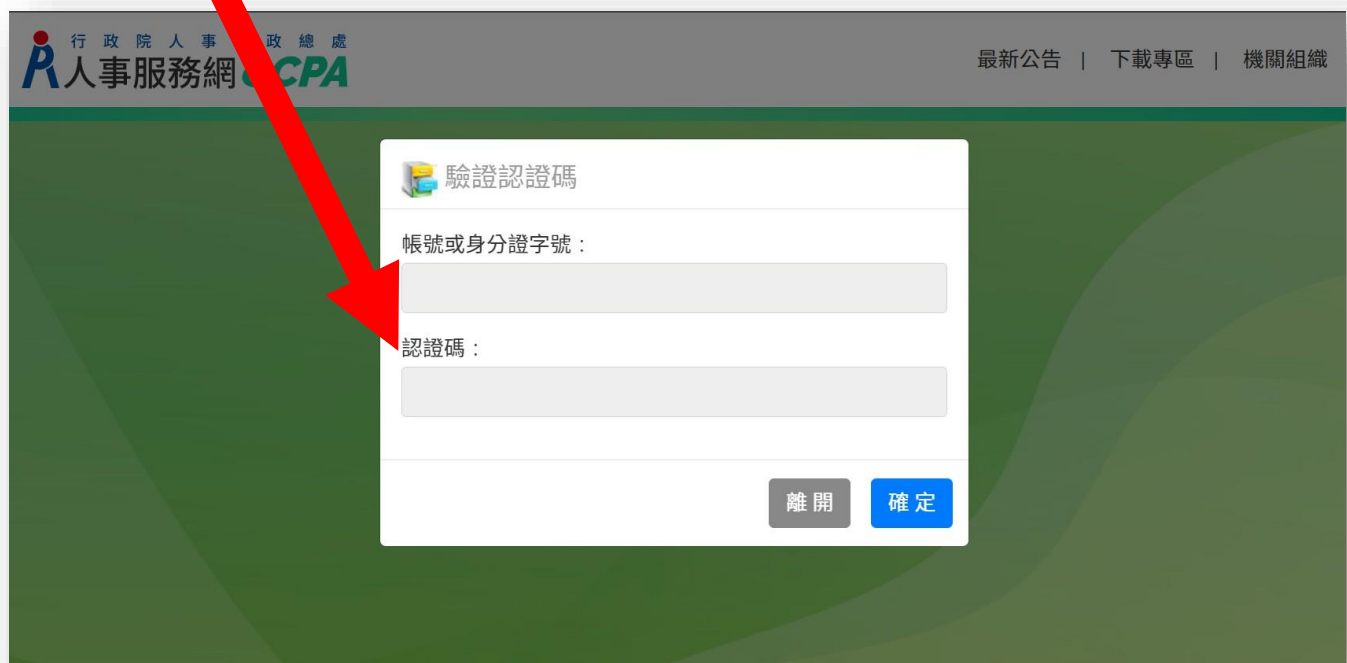 行政院人事 政總處
人事服務網 CPA
最新公告 | 下載專區 | 機關組織
驗證認證碼
帳號或身分證字號：
認證碼：
離開 確定